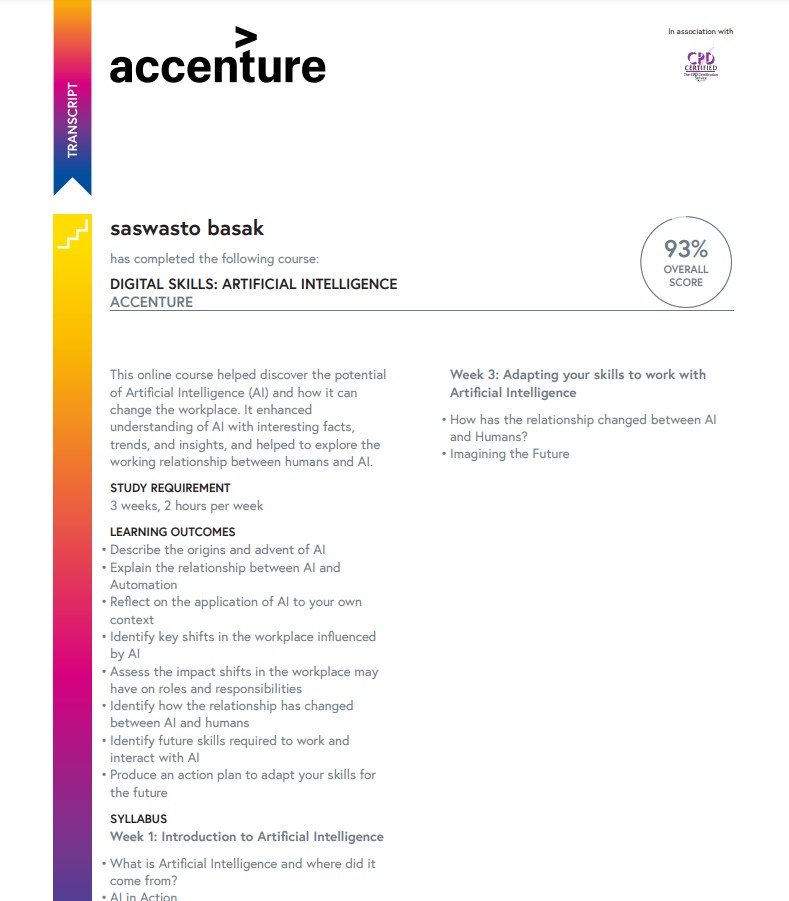 TRANSCRIPT
accenture
In association with
CPD
CERTIFIED
The CPD Certification
Service
saswasto basak
has completed the following course:
DIGITAL SKILLS: ARTIFICIAL INTELLIGENCE
ACCENTURE
93%
OVERALL
SCORE
This online course helped discover the potential
of Artificial Intelligence (AI) and how it can
change the workplace. It enhanced
understanding of AI with interesting facts,
trends, and insights, and helped to explore the
working relationship between humans and AI.
STUDY REQUIREMENT
3 weeks, 2 hours per week
LEARNING OUTCOMES
• Describe the origins and advent of AI
• Explain the relationship between AI and
Automation
• Reflect on the application of AI to your own
context
• Identify key shifts in the workplace influenced
by AI
• Assess the impact shifts in the workplace may
have on roles and responsibilities
• Identify how the relationship has changed
between AI and humans
• Identify future skills required to work and
interact with AI
• Produce an action plan to adapt your skills for
the future
SYLLABUS
Week 1: Introduction to Artificial Intelligence
• What is Artificial Intelligence and where did it
come from?
• AI in Action
Week 3: Adapting your skills to work with
Artificial Intelligence
• How has the relationship changed between AI
and Humans?
• Imagining the Future